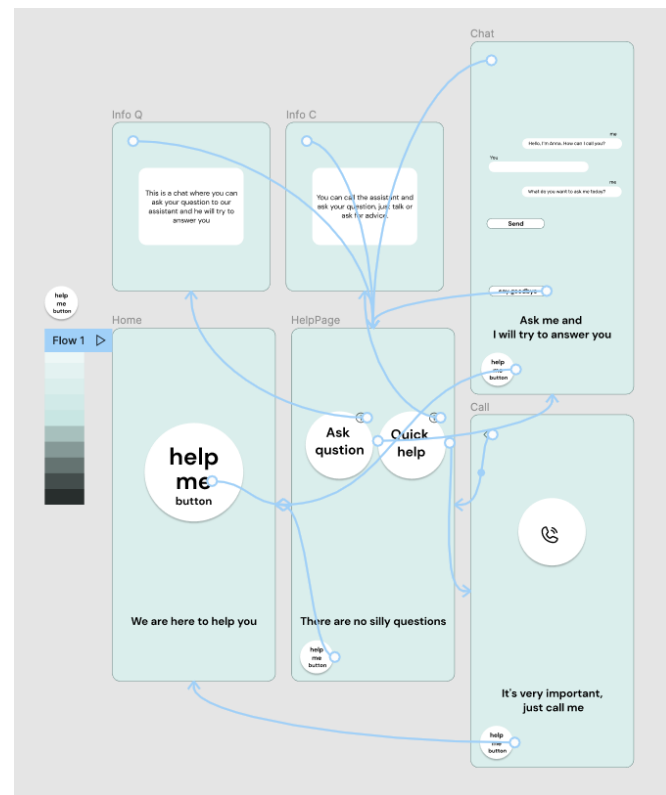 Chat
me
Hello, I'm Anna. How can I call you?
You
me
What do you want to ask me today?
Send
Any goodbye
Ask me and
I will try to answer you
help
me
button
Info Q
This is a chat where you can
ask your question to our
assistant and he will try to
answer you
Info C
You can call the assistant and
ask your question, just talk or
ask for advice.
help
me
button
Flow 1
Home
help
me
button
We are here to help you
HelpPage
Ask
qustion
Quick
help
There are no silly questions
help
me
button
Call
It's very important,
just call me
help
me
button